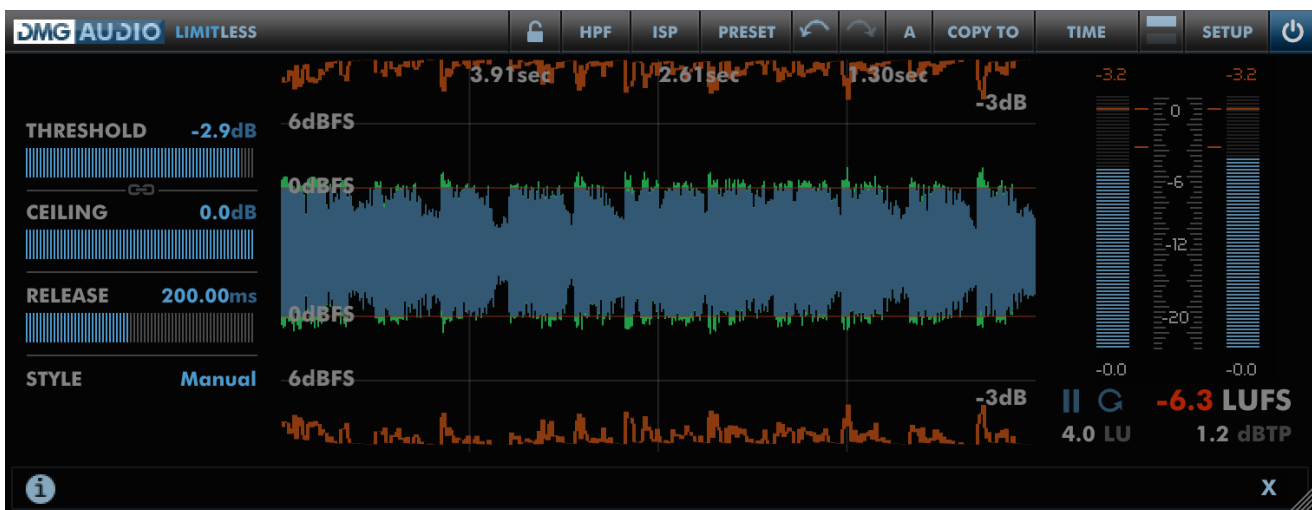 DMG AUDIO LIMITLESS HPF ISP PRESET A COPY TO TIME SETUP
3.91sec 2.61sec 1.30sec -3.2 -3.2
-3dB
6dBFS
0
THRESHOLD -2.9dB
0dBFS
-6
CEILING 0.0dB
-12
RELEASE 200.00ms
0dBFS
-20
STYLE Manual
-6dBFS
-0.0 -0.0
-3dB
-6.3 LUFS
4.0 LU 1.2 dBTP
i X